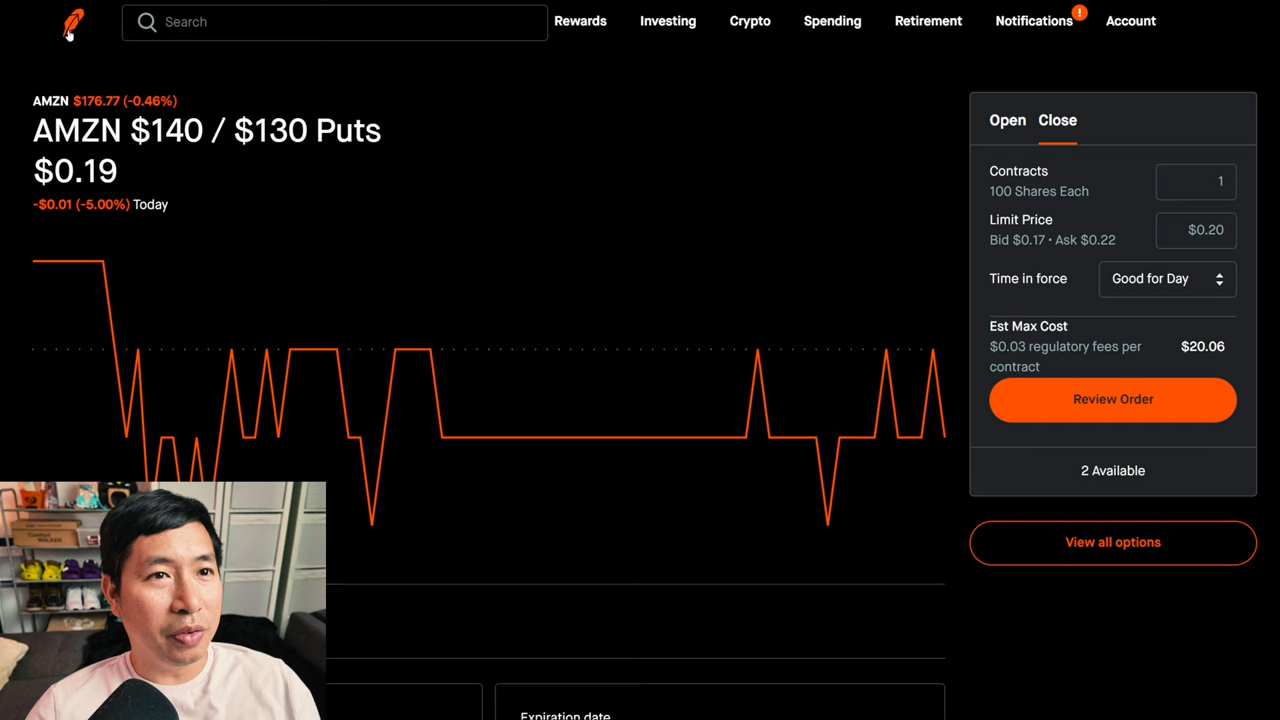 Search
Rewards
Investing
Crypto
Spending
Retirement
Notifications
!
Account
AMZN $176.77 (-0.46%)
AMZN $140 / $130 Puts
$0.19
-$0.01 (-5.00%) Today
Open Close
Contracts
100 Shares Each
1
Limit Price
Bid $0.17 • Ask $0.22
$0.20
Time in force
Good for Day
Est Max Cost
$0.03 regulatory fees per
contract
$20.06
Review Order
2 Available
View all options
Comfort
WALKER
Expiration date